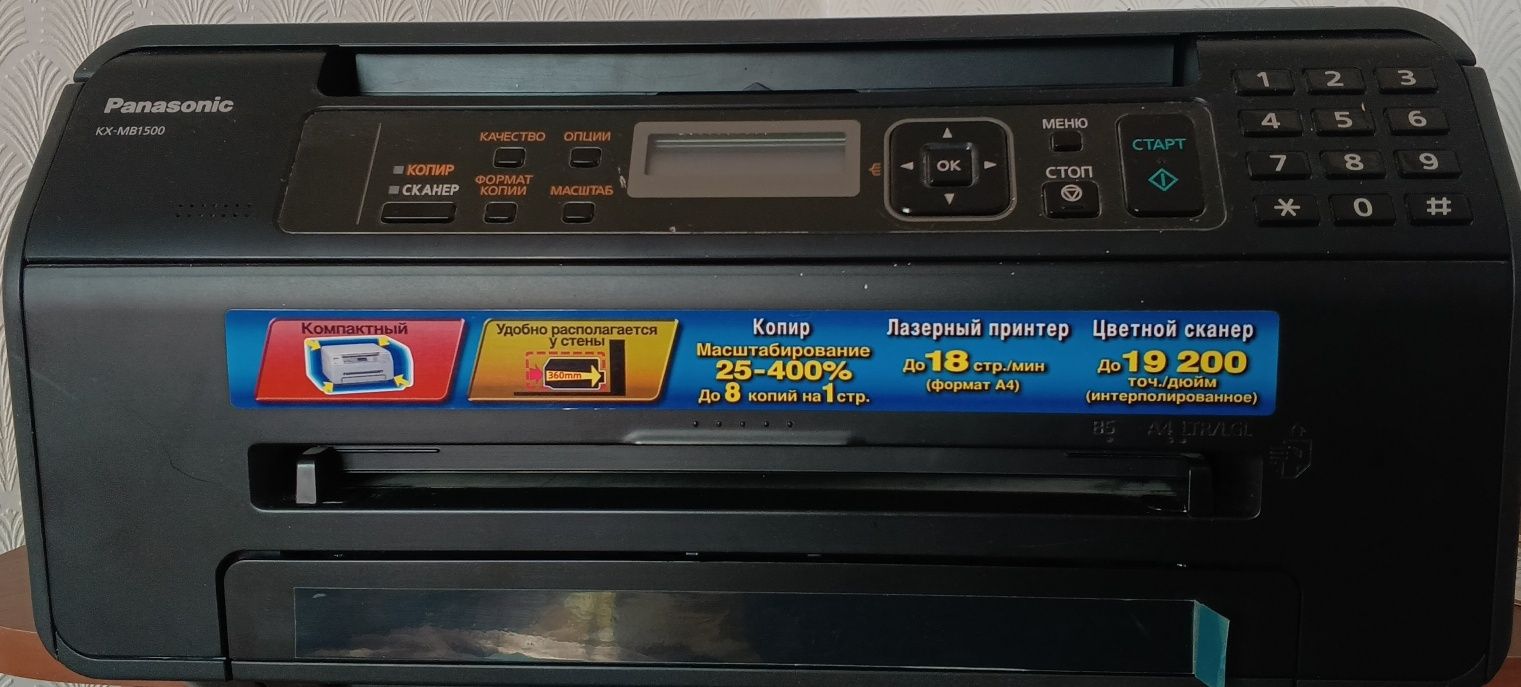 Panasonic
KX-MB1500
КОПИР
СКАНЕР
КАЧЕСТВО
ОПЦИИ
ФОРМАТ
КОПИИ
МАСШТАБ
OK
МЕНЮ
СТОП
СТАРТ
1 2 3
4 5 6
7 8 9
* 0 #
Компактный
Удобно располагается
у стены
360mm
Копир
Масштабирование
25-400%
До 8 копий на 1 стр.
Лазерный принтер
До 18 стр./мин
(формат А4)
Цветной сканер
До 19 200
точ./дюйм
(интерполированное)
B5 A4 LTR/LGL